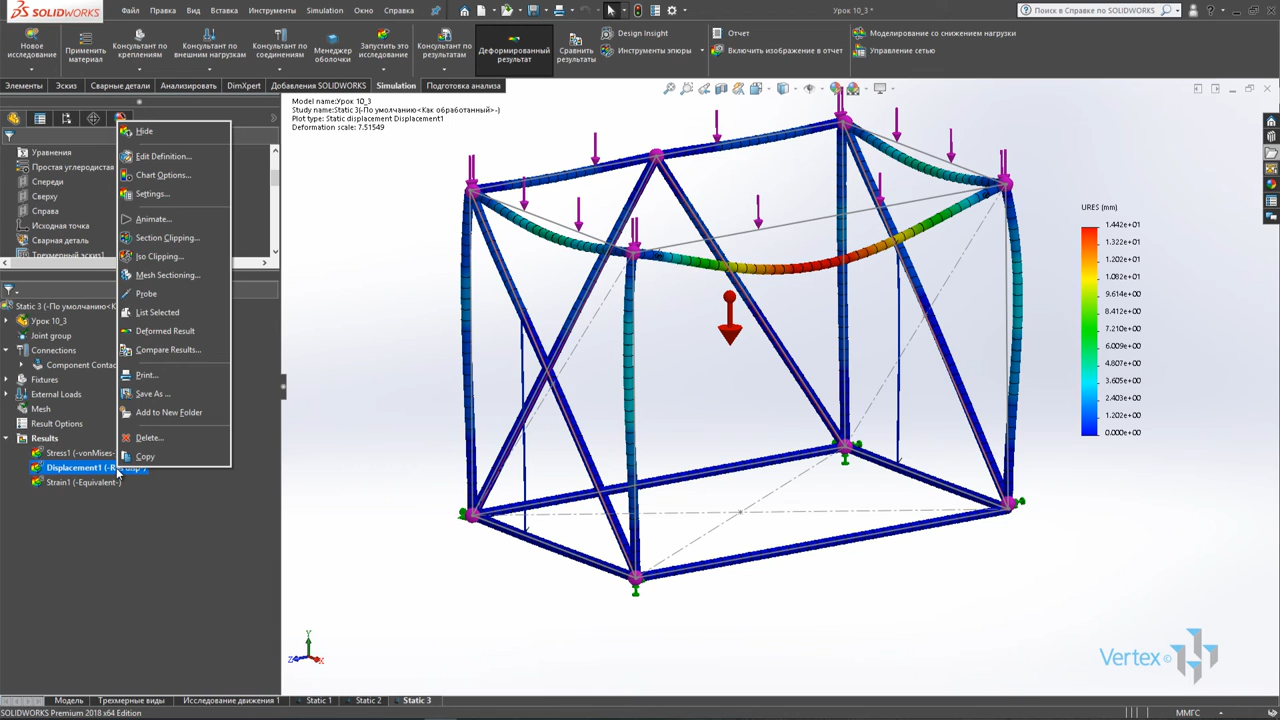 SOLIDWORKS
Файл Правка Вид Вставка Инструменты Simulation Окно Справка
Урок 10_3 *
Поиск в Справке по SOLIDWORKS
Новое исследование
Применить материал
Консультант по креплениям
Консультант по внешним нагрузкам
Консультант по соединениям
Менеджер оболочки
Запустить это исследование
Консультант по результатам
Деформированный результат
Сравнить результаты
Design Insight
Инструменты эпюры
Отчет
Включить изображение в отчет
Моделирование со снижением нагрузки
Управление сетью
Элементы Эскиз Сварные детали Анализировать DimXpert Добавления SOLIDWORKS Simulation Подготовка анализа
Уравнения
Простая углеродистая
Спереди
Сверху
Справа
Исходная точка
Сварная деталь
Трехмерный эскиз1
Static 3 (-По умолчанию<К
Урок 10_3
Joint group
Connections
Component Contac
Fixtures
External Loads
Mesh
Result Options
Results
Stress1 (-vonMises-
Displacement1 (-R
Strain1 (-Equivalent-)
Hide
Edit Definition...
Chart Options...
Settings...
Animate...
Section Clipping...
Iso Clipping...
Mesh Sectioning...
Probe
List Selected
Deformed Result
Compare Results...
Print...
Save As ...
Add to New Folder
Delete...
Copy
Model name:Урок 10_3
Study name:Static 3(-По умолчанию<Как обработанный>-)
Plot type: Static displacement Displacement1
Deformation scale: 7.51549
URES (mm)
1.442e+01
1.322e+01
1.202e+01
1.082e+01
9.614e+00
8.412e+00
7.210e+00
6.009e+00
4.807e+00
3.605e+00
2.403e+00
1.202e+00
0.000e+00
Y
Z
X
Vertex ©
Модель Трехмерные виды Исследование движения 1 Static 1 Static 2 Static 3
SOLIDWORKS Premium 2018 x64 Edition
ММГС